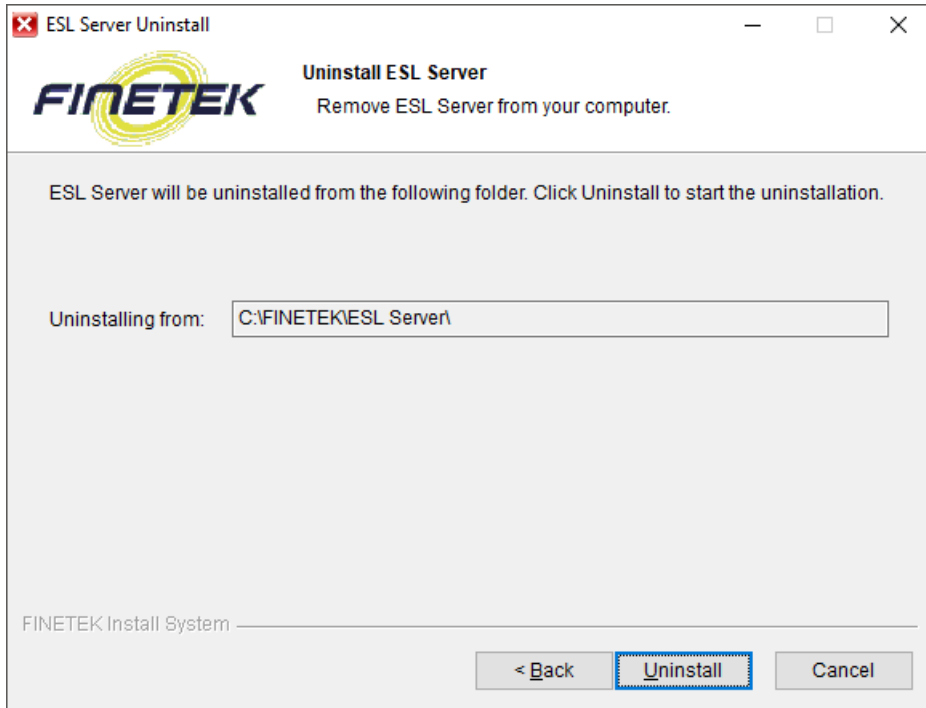 ESL Server Uninstall
FINETEK
Uninstall ESL Server
Remove ESL Server from your computer.
ESL Server will be uninstalled from the following folder. Click Uninstall to start the uninstallation.
Uninstalling from: C:\FINETEK\ESL Server\
FINETEK Install System
< Back Uninstall Cancel